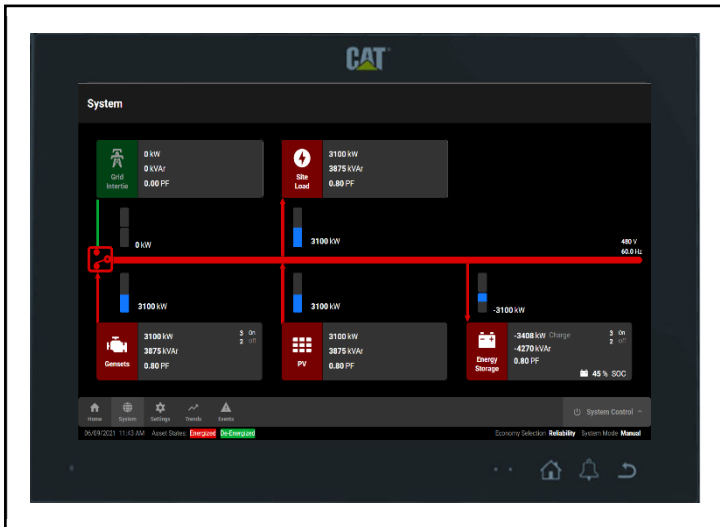 CAT
System
0 kW
0 kVAr
0.00 PF
Grid
Intertie
3100 kW
3875 kVAr
0.80 PF
Site
Load
0 kW
3100 kW
480 V
60.0 Hz
3100 kW
3100 kW
-3100 kW
3100 kW
3 On
3875 kVAr
2 off
0.80 PF
Gensets
3100 kW
3875 kVAr
0.80 PF
PV
-3408 kW Charge
3 On
-4270 kVAr
2 off
0.80 PF
Energy
Storage
45 % SOC
Home System Settings Trends Events
System Control
06/09/2021 11:43 AM Asset States: Energized De-Energized
Economy Selection Reliability System Mode Manual